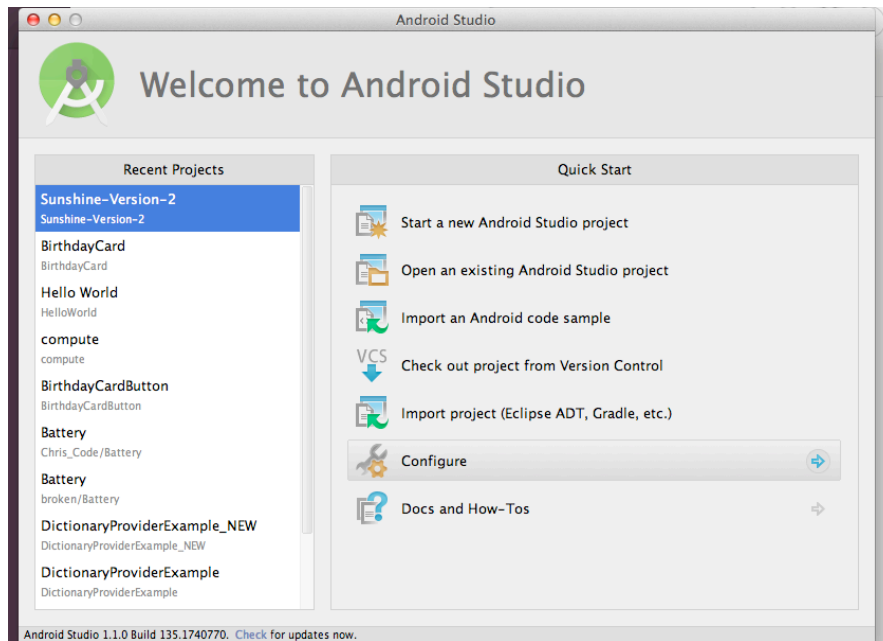 Android Studio
Welcome to Android Studio
Recent Projects
Sunshine-Version-2
Sunshine-Version-2
BirthdayCard
BirthdayCard
Hello World
HelloWorld
compute
compute
BirthdayCardButton
BirthdayCardButton
Battery
Chris_Code/Battery
Battery
broken/Battery
DictionaryProviderExample_NEW
DictionaryProviderExample_NEW
DictionaryProviderExample
DictionaryProviderExample
Quick Start
Start a new Android Studio project
Open an existing Android Studio project
Import an Android code sample
VCS
Check out project from Version Control
Import project (Eclipse ADT, Gradle, etc.)
Configure
Docs and How-Tos
Android Studio 1.1.0 Build 135.1740770. Check for updates now.